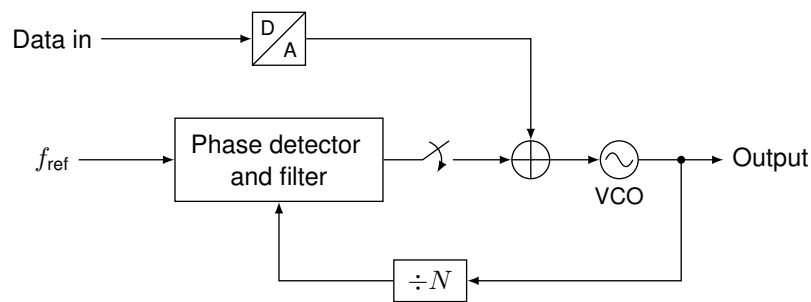 Data in
D
A
f_ref
Phase detector
and filter
VCO
Output
÷N